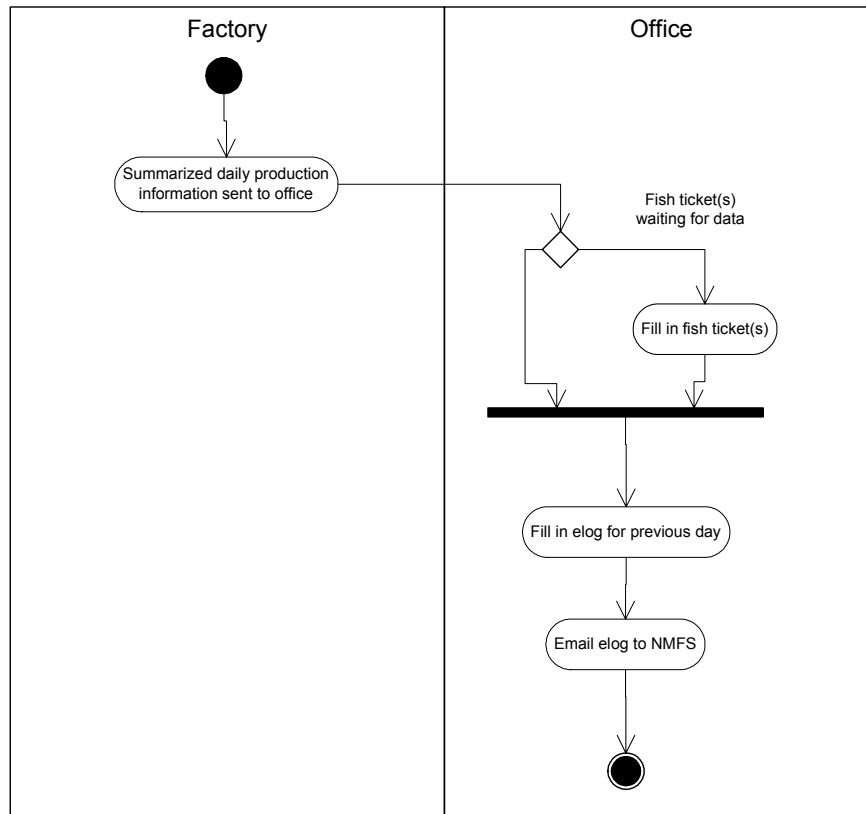 Factory
Office
Summarized daily production
information sent to office
Fish ticket(s)
waiting for data
Fill in fish ticket(s)
Fill in elog for previous day
Email elog to NMFS